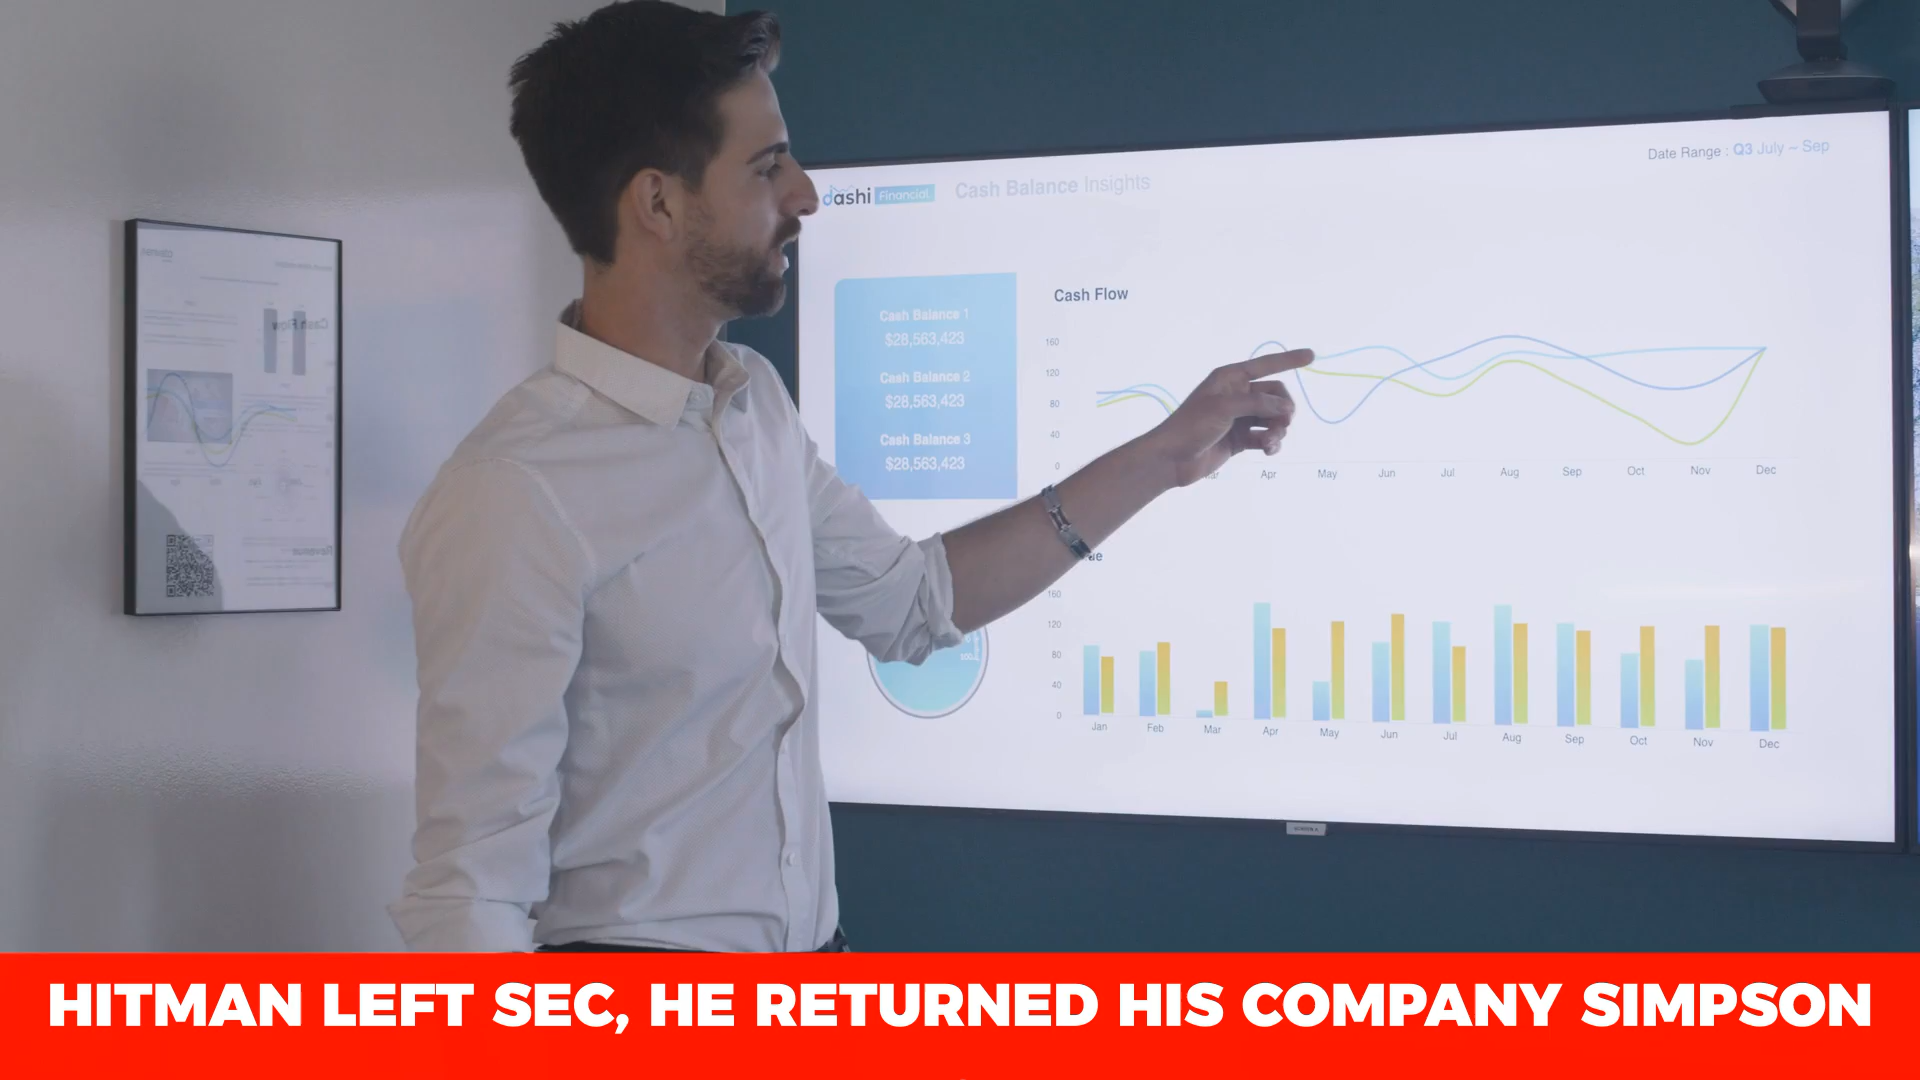 Date Range : Q3 July ~ Sep
dashi Financial
Cash Balance Insights
Cash Balance 1
$28,563,423
Cash Balance 2
$28,563,423
Cash Balance 3
$28,563,423
Cash Flow
160
120
80
40
0
Apr May Jun Jul Aug Sep Oct Nov Dec
160
120
80
40
0
Jan Feb Mar Apr May Jun Jul Aug Sep Oct Nov Dec
Cash Flow
Revenue
HITMAN LEFT SEC, HE RETURNED HIS COMPANY SIMPSON